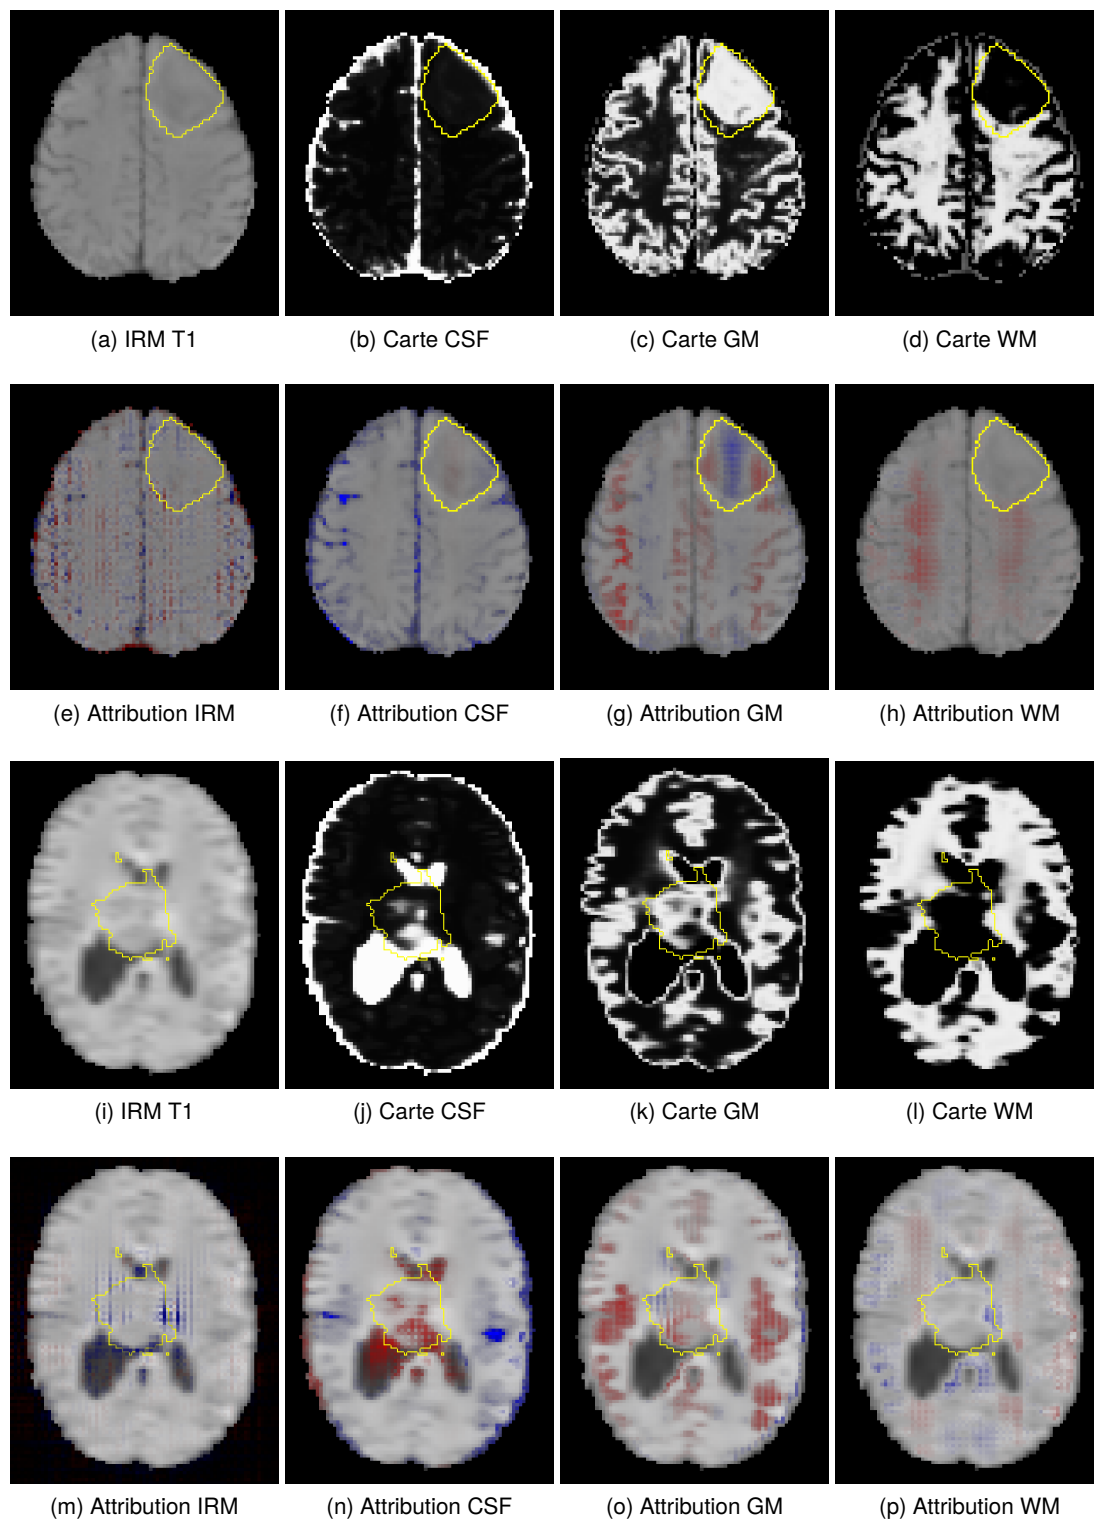 (a) IRM T1
(b) Carte CSF
(c) Carte GM
(d) Carte WM
(e) Attribution IRM
(f) Attribution CSF
(g) Attribution GM
(h) Attribution WM
(i) IRM T1
(j) Carte CSF
(k) Carte GM
(l) Carte WM
(m) Attribution IRM
(n) Attribution CSF
(o) Attribution GM
(p) Attribution WM